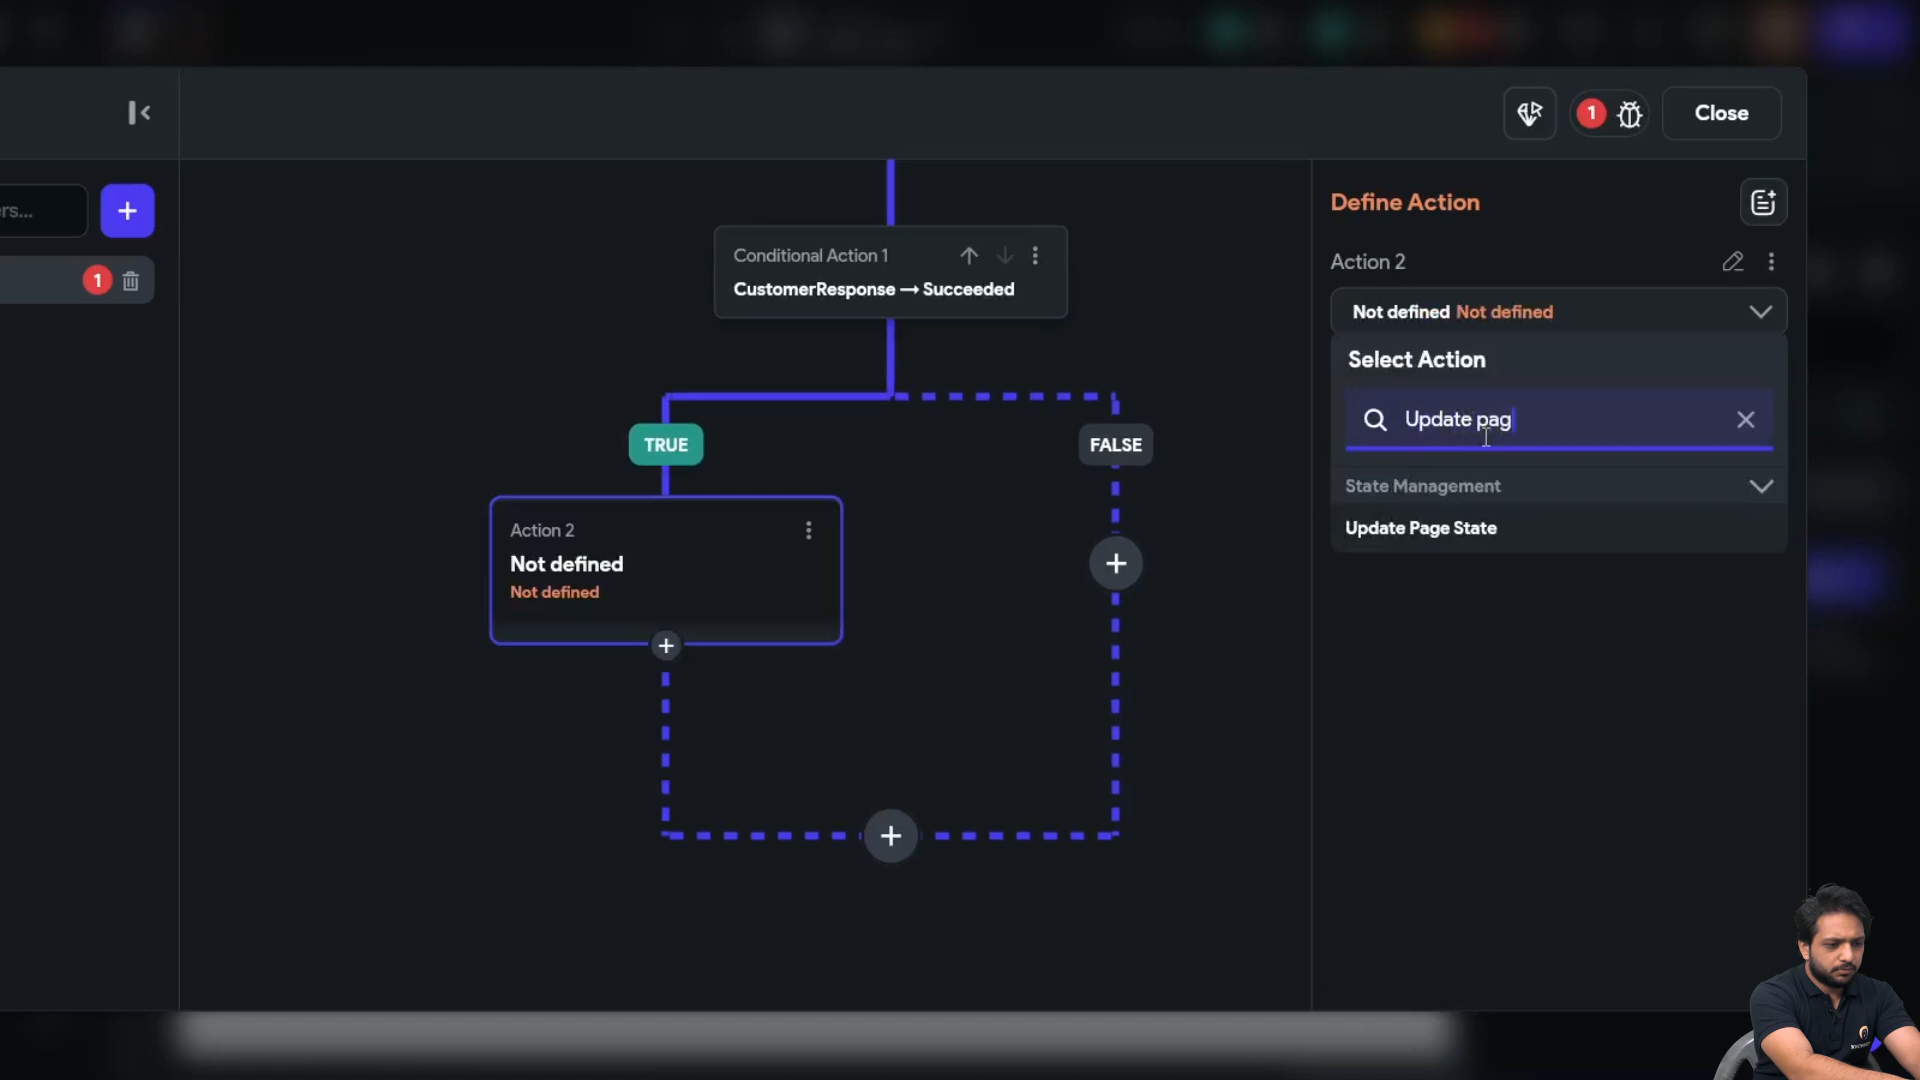 1
Close
rs...
Define Action
1
Conditional Action 1
CustomerResponse → Succeeded
Action 2
Not defined Not defined
Select Action
Update pag
TRUE
FALSE
State Management
Update Page State
Action 2
Not defined
Not defined